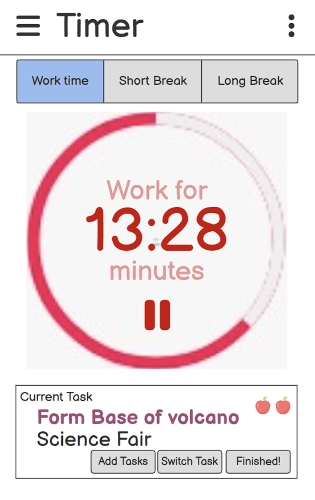 Timer
Work time
Short Break
Long Break
Work for
13:28
minutes
Current Task
Form Base of volcano
Science Fair
Add Tasks
Switch Task
Finished!